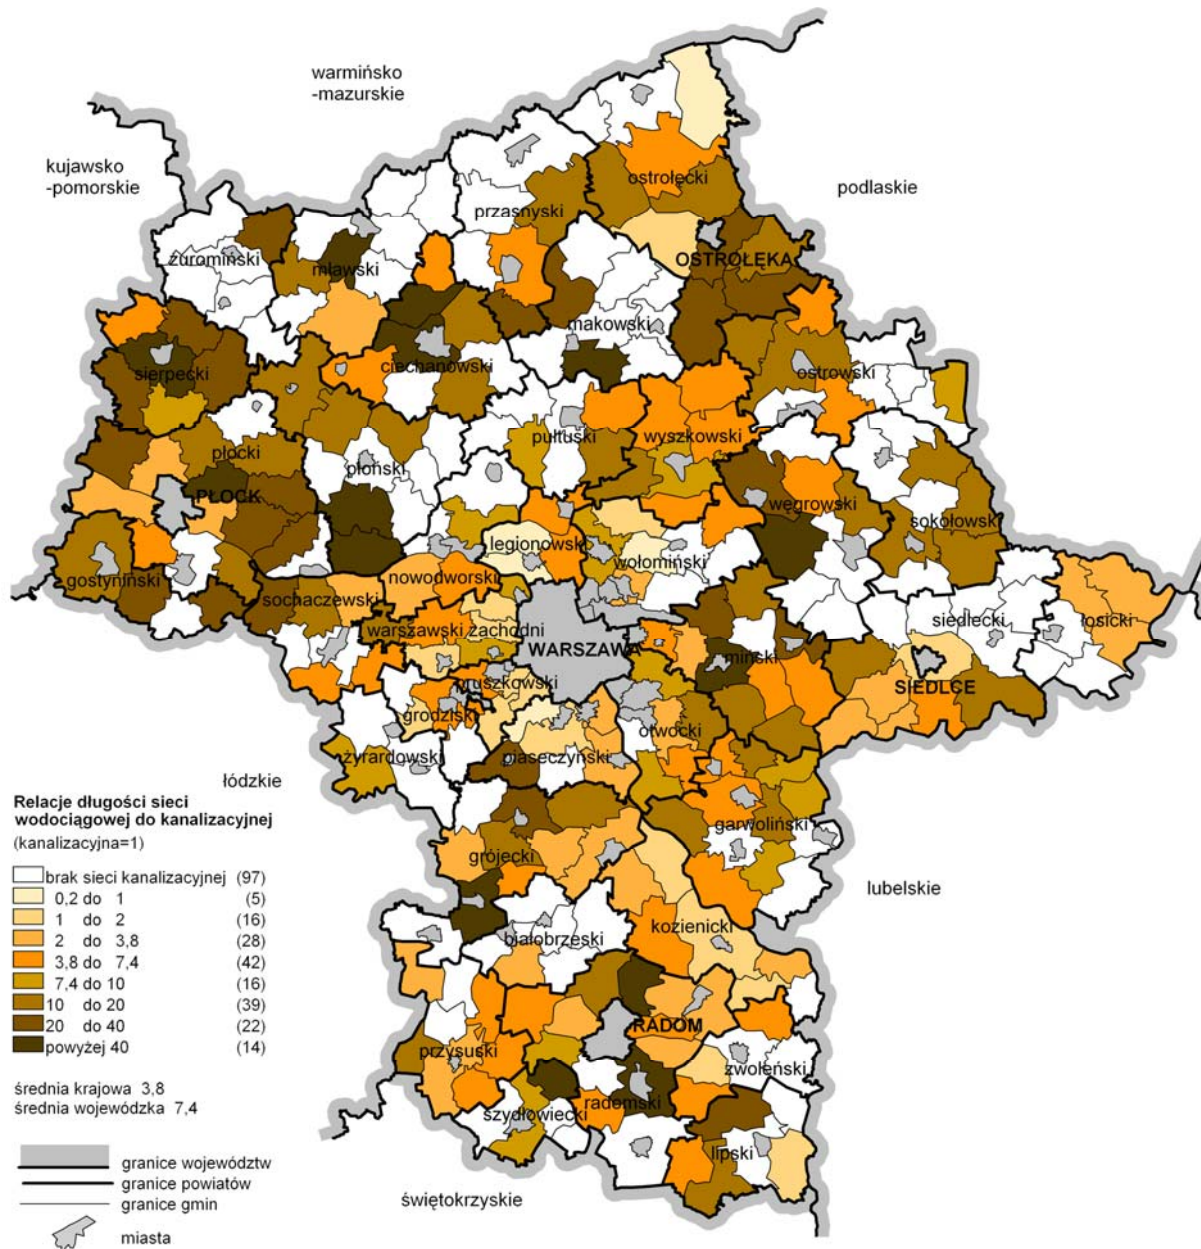 warmińsko
-mazurskie
kujawsko
-pomorskie
podlaskie
ostrołęcki
przasnyski
żuromiński
mławski
OSTROŁĘKA
makowski
sierpecki
ciechanowski
ostrowski
pułtuski
wyszkowski
płocki
płoński
PŁOCK
węgrowski
sokołowski
legionowski
wołomiński
gostyniński
nowodworski
sochaczewski
siedlecki
łosicki
warszawski zachodni
WARSZAWA
miński
pruszkowski
SIEDLCE
grodziski
otwocki
żyrardowski
piaseczyński
łódzkie
garwoliński
grójecki
lubelskie
kozienicki
białobrzeski
RADOM
przysuski
zwoleński
szydłowiecki
radomski
lipski
świętokrzyskie
Relacje długości sieci
wodociągowej do kanalizacyjnej
(kanalizacyjna=1)
brak sieci kanalizacyjnej (97)
0,2 do 1 (5)
1 do 2 (16)
2 do 3,8 (28)
3,8 do 7,4 (42)
7,4 do 10 (16)
10 do 20 (39)
20 do 40 (22)
powyżej 40 (14)
średnia krajowa 3,8
średnia wojewódzka 7,4
granice województw
granice powiatów
granice gmin
miasta